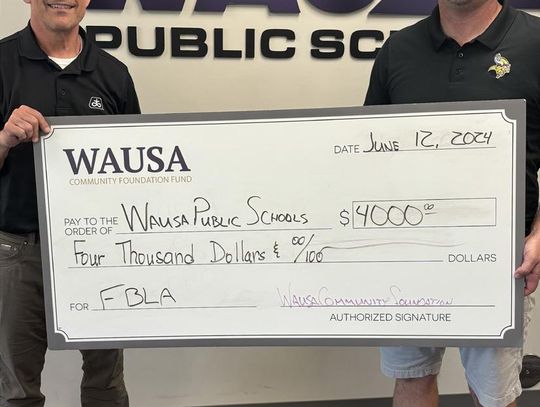 WAUSA
PUBLIC SC
WAUSA
COMMUNITY FOUNDATION FUND
DATE June 12, 2024
PAY TO THE
ORDER OF Wausa Public Schools $ 4000.00
Four Thousand Dollars & 00/100 DOLLARS
FOR FBLA
Wausa Community Foundation
AUTHORIZED SIGNATURE